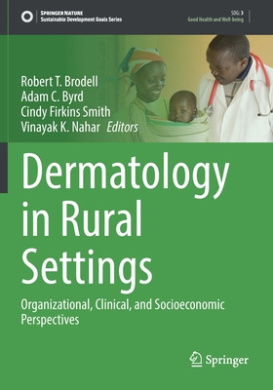 SPRINGER NATURE
Sustainable Development Goals Series
SDG: 3
Good Health and Well-being
Robert T. Brodell
Adam C. Byrd
Cindy Firkins Smith
Vinayak K. Nahar Editors
Dermatology
in Rural
Settings
Organizational, Clinical, and Socioeconomic
Perspectives
Springer